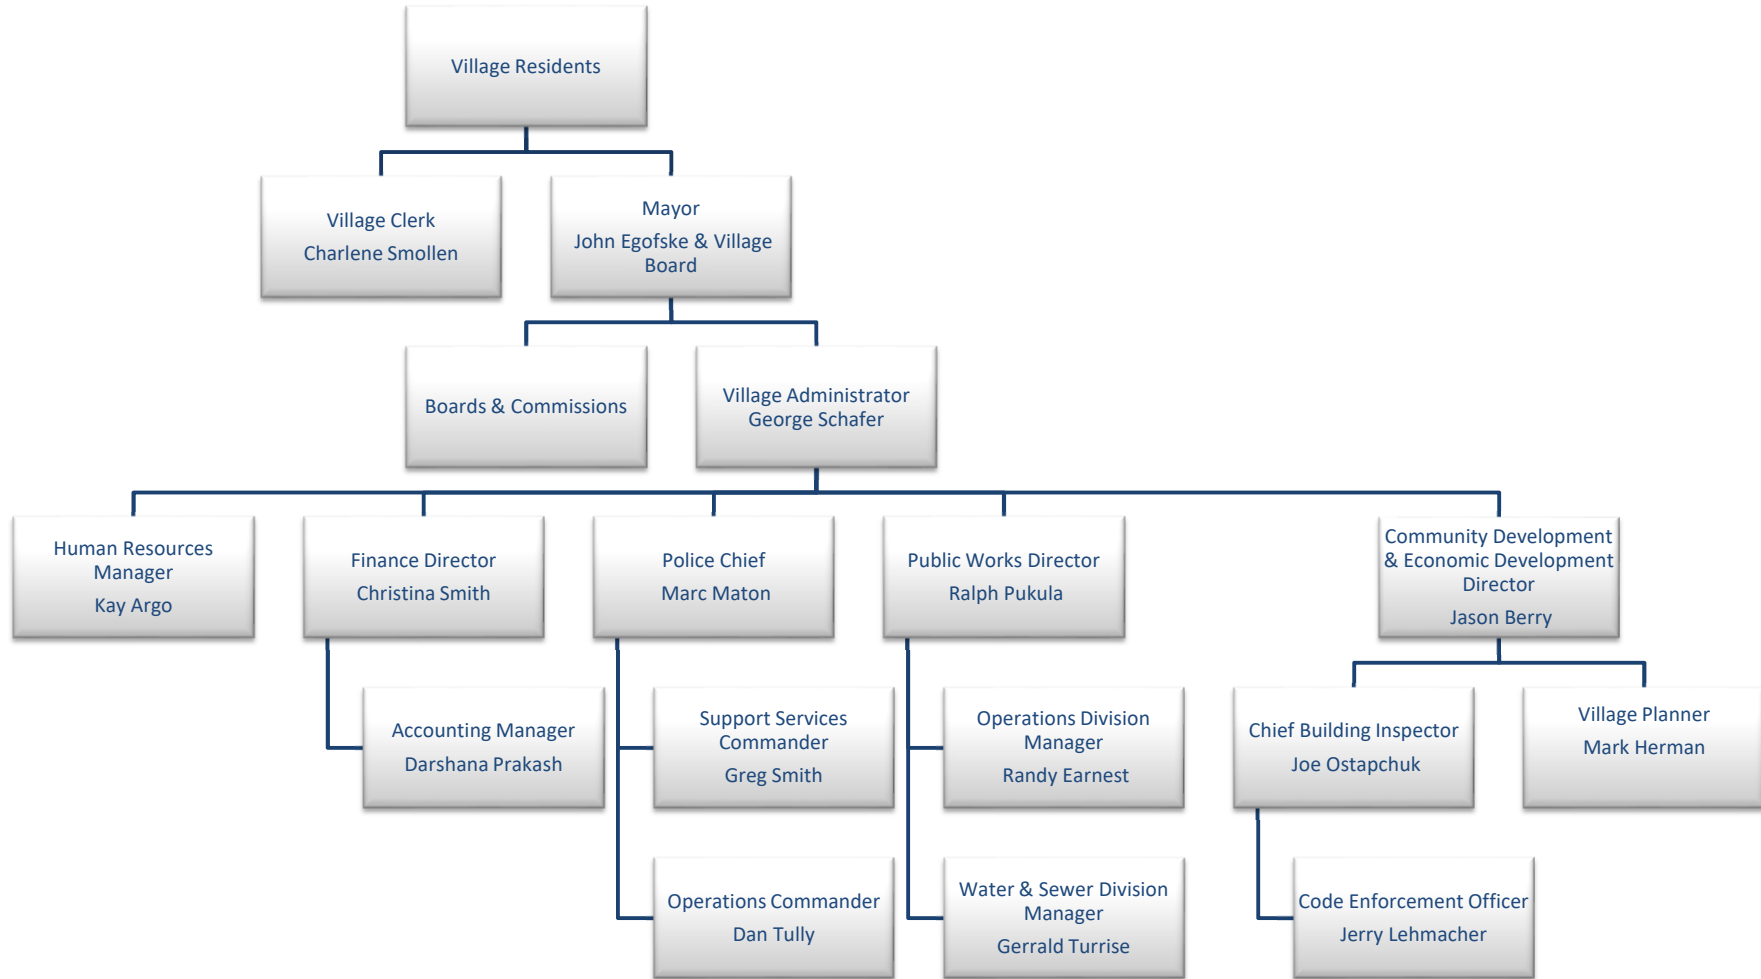 Village Residents
Village Clerk
Charlene Smollen
Mayor
John Egofske & Village
Board
Boards & Commissions
Village Administrator
George Schafer
Human Resources
Manager
Kay Argo
Finance Director
Christina Smith
Police Chief
Marc Maton
Public Works Director
Ralph Pukula
Community Development
& Economic Development
Director
Jason Berry
Accounting Manager
Darshana Prakash
Support Services
Commander
Greg Smith
Operations Division
Manager
Randy Earnest
Chief Building Inspector
Joe Ostapchuk
Village Planner
Mark Herman
Operations Commander
Dan Tully
Water & Sewer Division
Manager
Gerrald Turrise
Code Enforcement Officer
Jerry Lehmacher